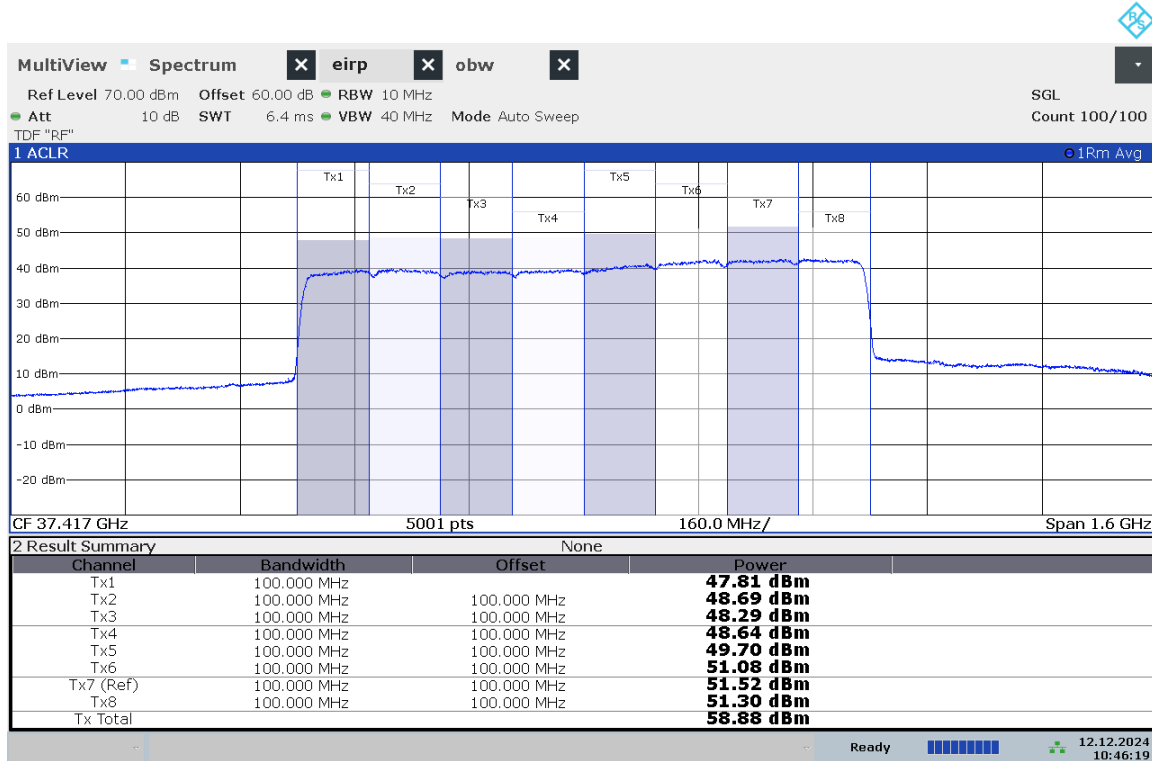 R S
MultiView Spectrum × eirp × obw ×
Ref Level 70.00 dBm Offset 60.00 dB RBW 10 MHz SGL
Att 10 dB SWT 6.4 ms VBW 40 MHz Mode Auto Sweep Count 100/100
TDF "RF"
1 ACLR 1Rm Avg
Tx1 Tx5
Tx2 Tx6
60 dBm
Tx3 Tx7
Tx4 Tx8
50 dBm
40 dBm
30 dBm
20 dBm
10 dBm
0 dBm
-10 dBm
-20 dBm
CF 37.417 GHz 5001 pts 160.0 MHz/ Span 1.6 GHz
2 Result Summary None
Channel Bandwidth Offset Power
Tx1 100.000 MHz 47.81 dBm
Tx2 100.000 MHz 100.000 MHz 48.69 dBm
Tx3 100.000 MHz 100.000 MHz 48.29 dBm
Tx4 100.000 MHz 100.000 MHz 48.64 dBm
Tx5 100.000 MHz 100.000 MHz 49.70 dBm
Tx6 100.000 MHz 100.000 MHz 51.08 dBm
Tx7 (Ref) 100.000 MHz 100.000 MHz 51.52 dBm
Tx8 100.000 MHz 100.000 MHz 51.30 dBm
Tx Total 58.88 dBm
Ready 12.12.2024
10:46:19